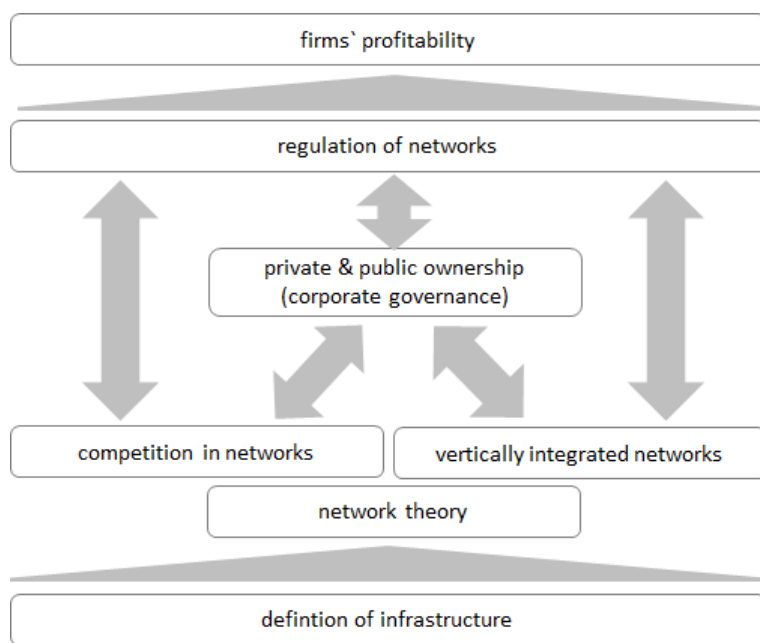 firms` profitability
regulation of networks
private & public ownership
(corporate governance)
competition in networks
vertically integrated networks
network theory
defintion of infrastructure